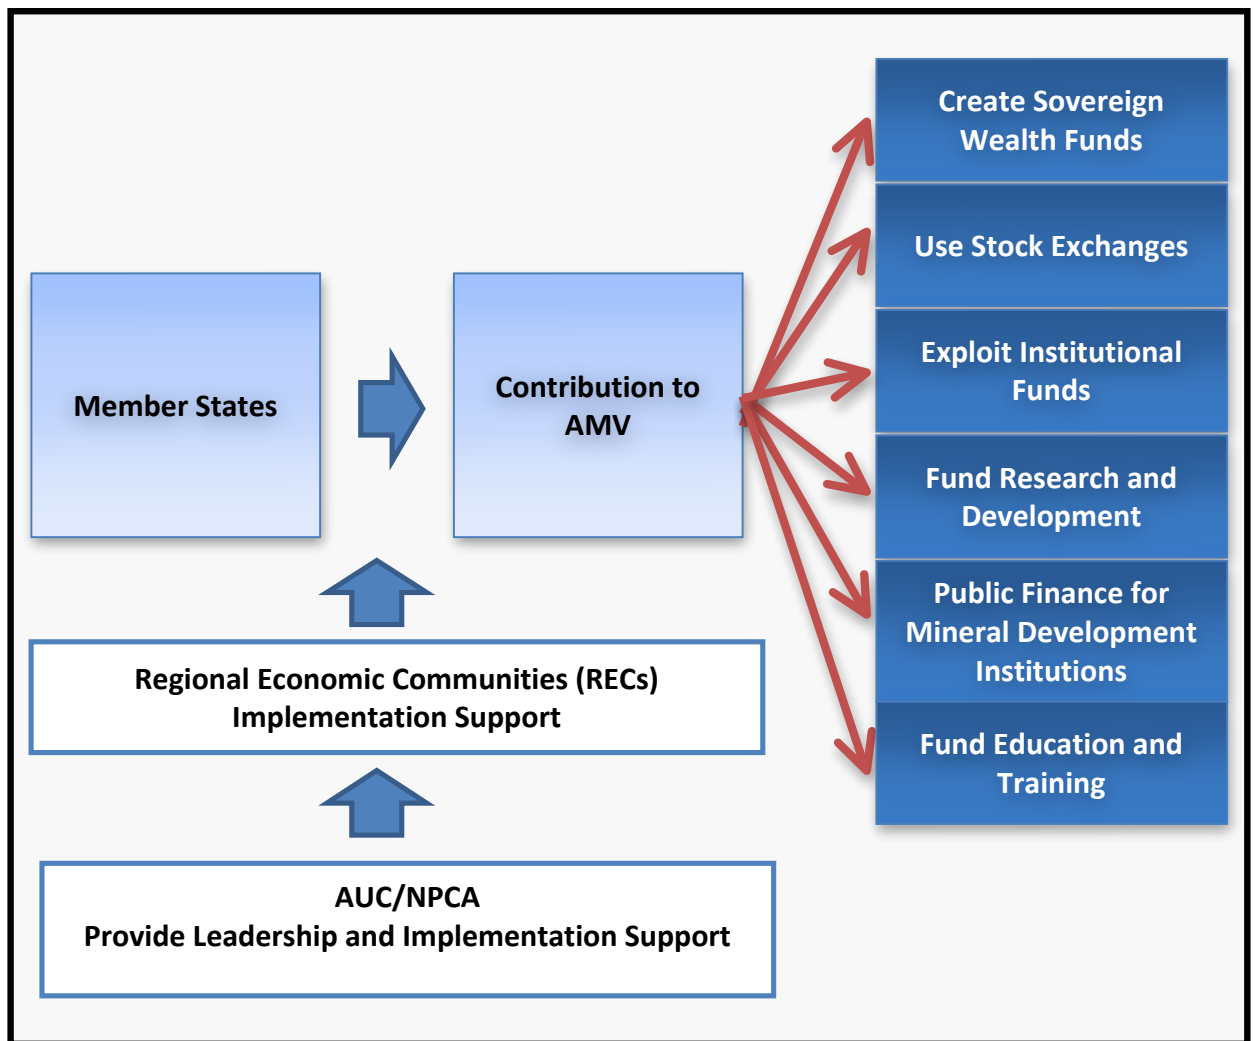 Member States
Contribution to
AMV
Create Sovereign
Wealth Funds
Use Stock Exchanges
Exploit Institutional
Funds
Fund Research and
Development
Public Finance for
Mineral Development
Institutions
Fund Education and
Training
Regional Economic Communities (RECs)
Implementation Support
AUC/NPCA
Provide Leadership and Implementation Support